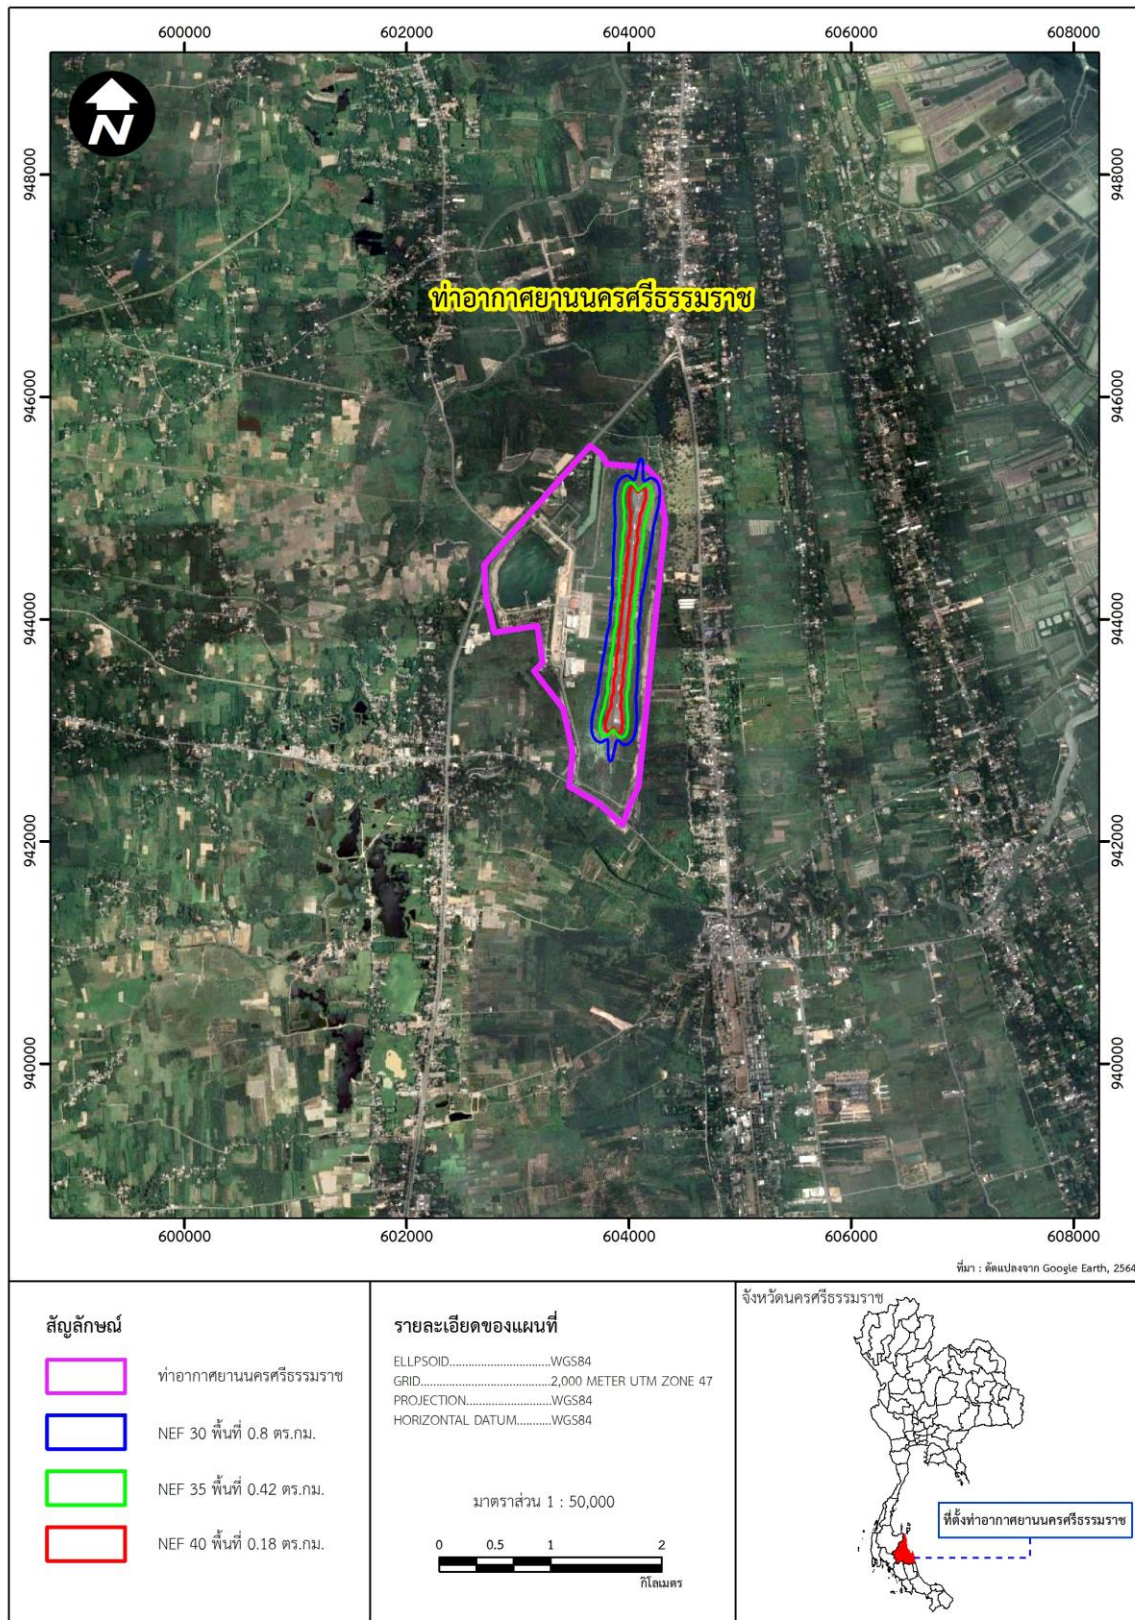 600000 602000 604000 606000 608000
N
948000 948000
ท่าอากาศยานนครศรีธรรมราช
946000 946000
944000 944000
942000 942000
940000 940000
600000 602000 604000 606000 608000
ที่มา : ดัดแปลงจาก Google Earth, 2564
สัญลักษณ์
ท่าอากาศยานนครศรีธรรมราช
NEF 30 พื้นที่ 0.8 ตร.กม.
NEF 35 พื้นที่ 0.42 ตร.กม.
NEF 40 พื้นที่ 0.18 ตร.กม.
รายละเอียดของแผนที่
ELLPSOID................................WGS84
GRID.........................................2,000 METER UTM ZONE 47
PROJECTION...........................WGS84
HORIZONTAL DATUM...........WGS84
มาตราส่วน 1 : 50,000
0 0.5 1 2
กิโลเมตร
จังหวัดนครศรีธรรมราช
ที่ตั้งท่าอากาศยานนครศรีธรรมราช